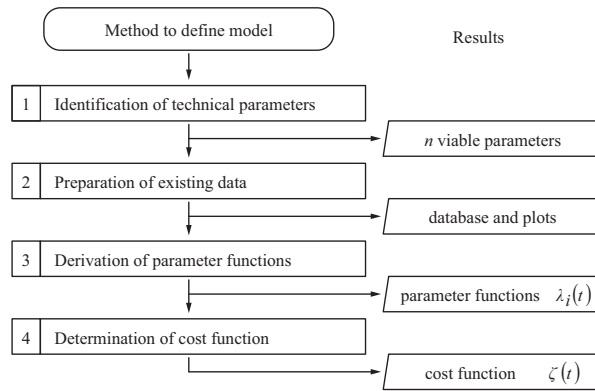 Method to define model
Results
1 Identification of technical parameters
n viable parameters
2 Preparation of existing data
database and plots
3 Derivation of parameter functions
parameter functions λi(t)
4 Determination of cost function
cost function ζ(t)